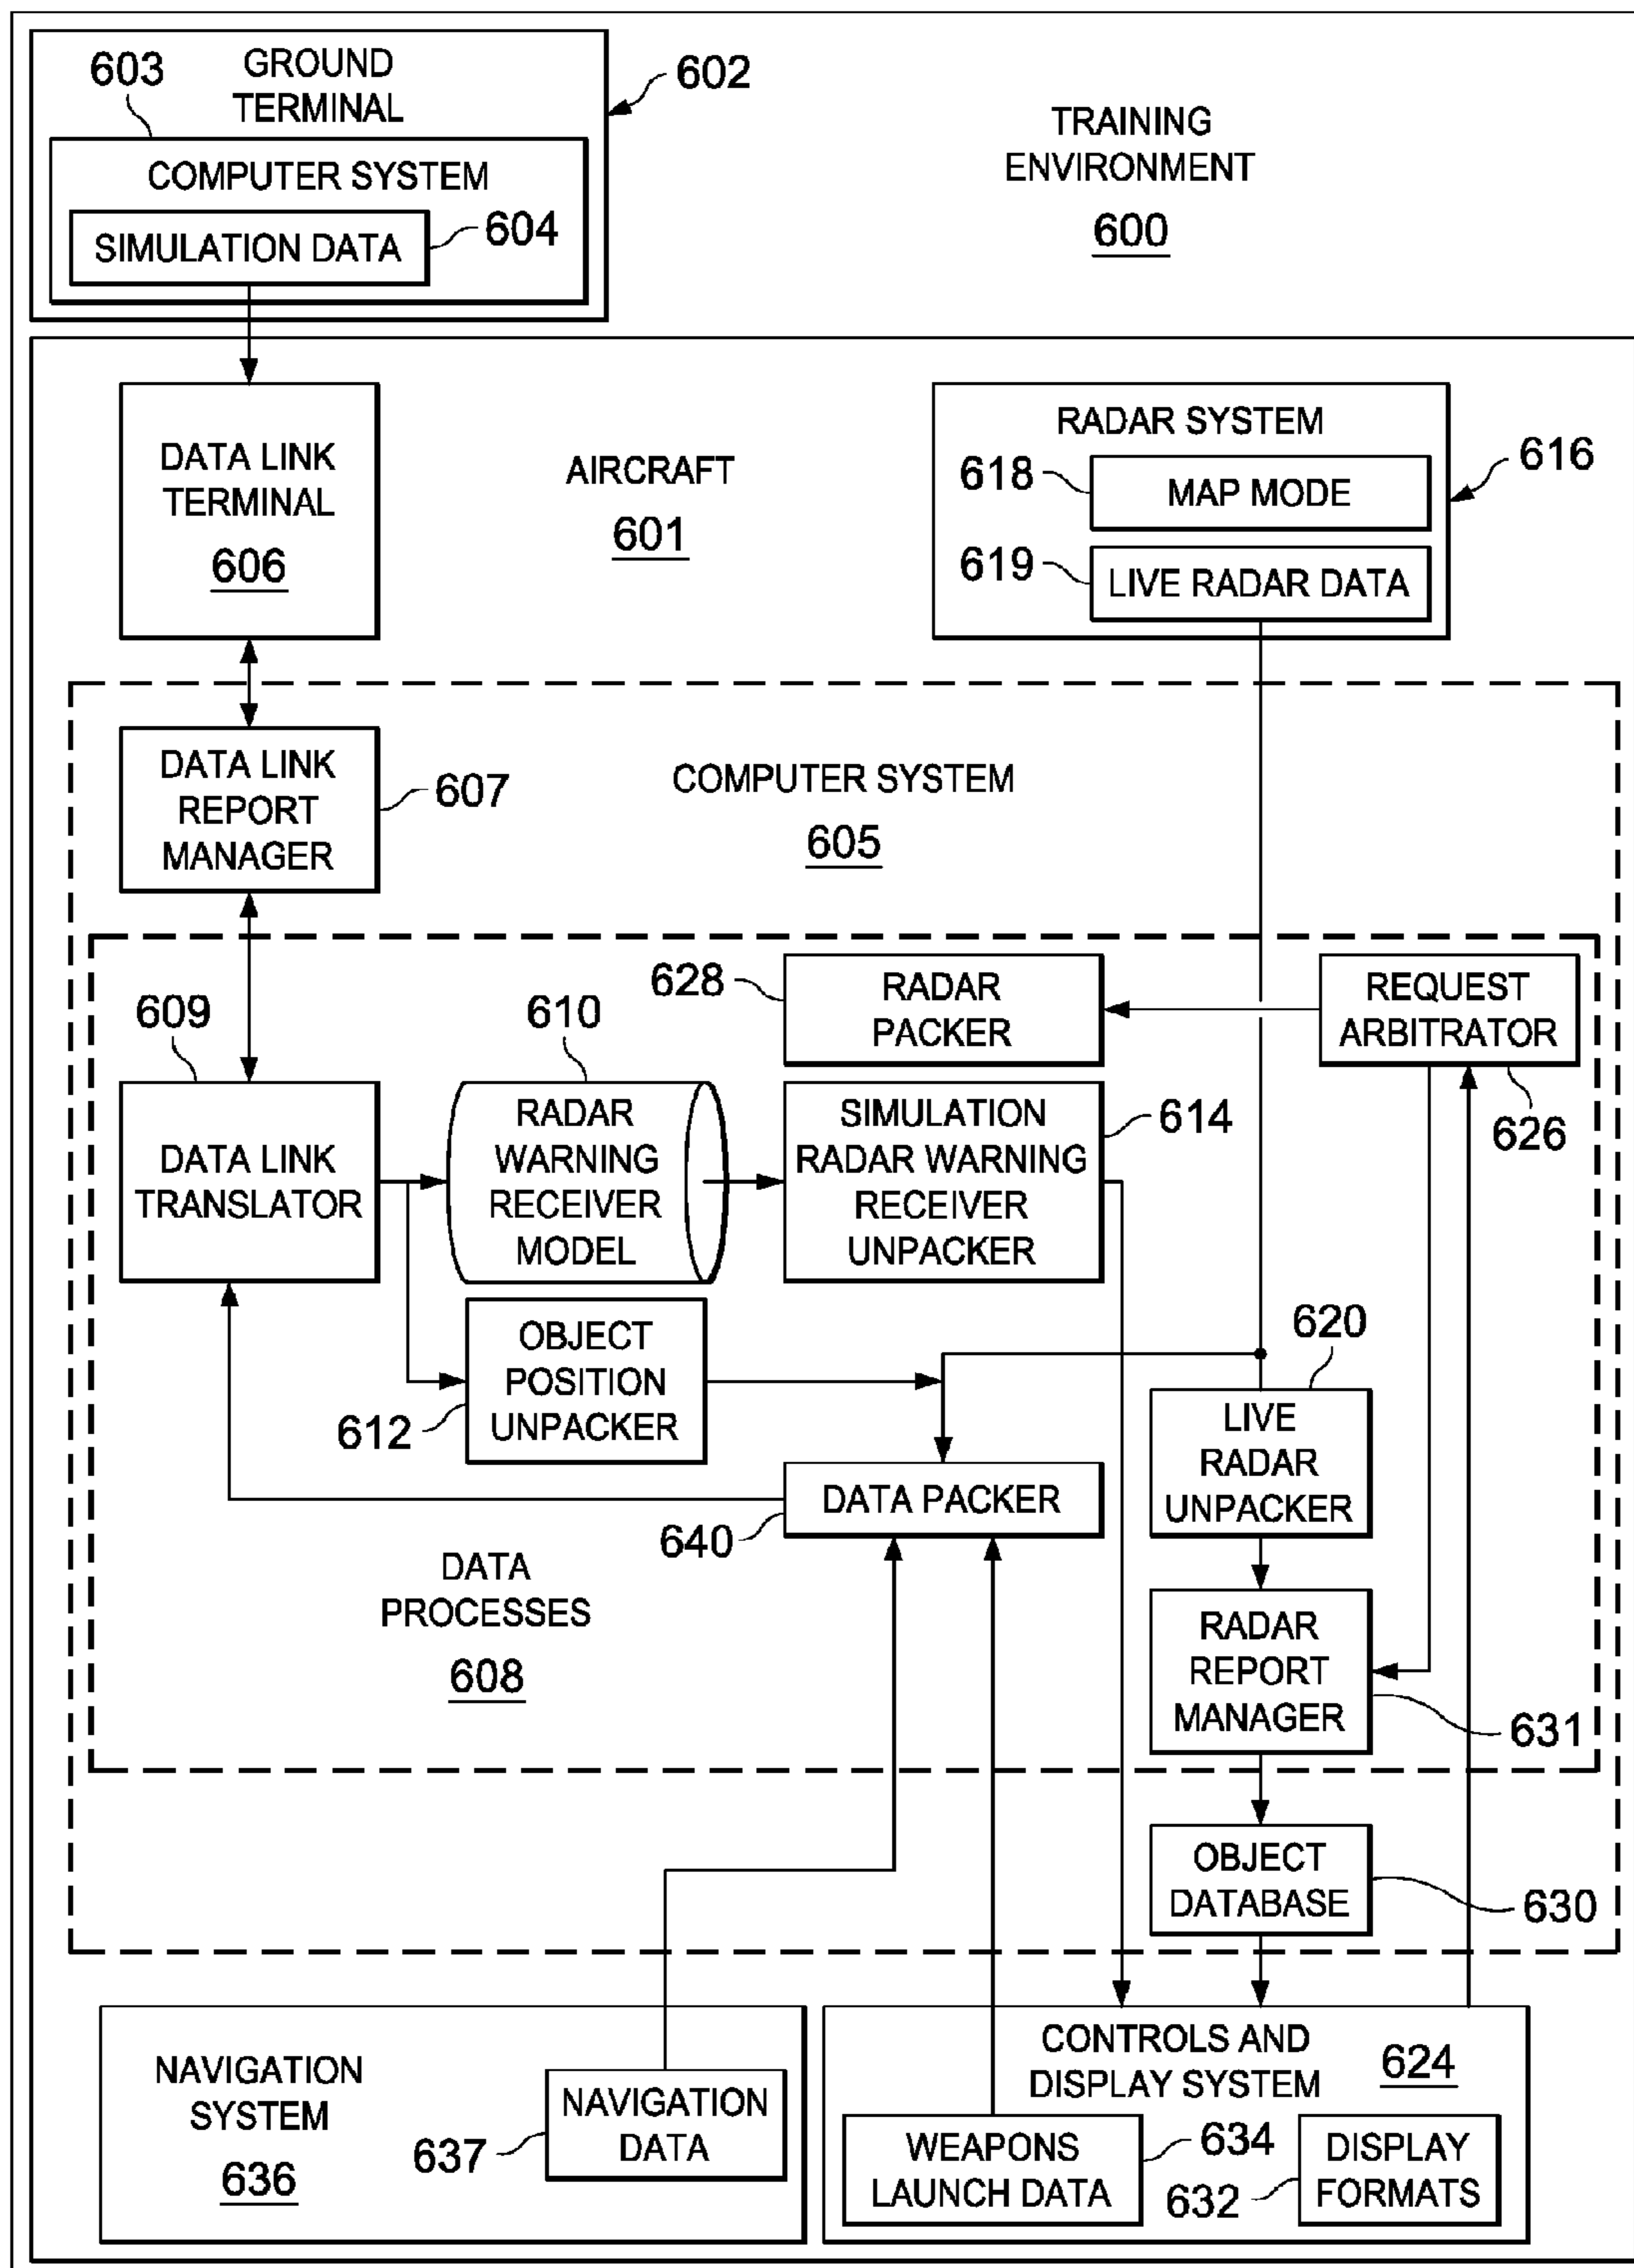 603
GROUND
TERMINAL
602
COMPUTER SYSTEM
SIMULATION DATA
604
TRAINING
ENVIRONMENT
600
DATA LINK
TERMINAL
606
AIRCRAFT
601
RADAR SYSTEM
618
MAP MODE
616
619
LIVE RADAR DATA
DATA LINK
REPORT
MANAGER
607
COMPUTER SYSTEM
605
628
RADAR
PACKER
REQUEST
ARBITRATOR
626
609
DATA LINK
TRANSLATOR
610
RADAR
WARNING
RECEIVER
MODEL
SIMULATION
RADAR WARNING
RECEIVER
UNPACKER
614
OBJECT
POSITION
UNPACKER
612
620
LIVE
RADAR
UNPACKER
DATA PACKER
640
DATA
PROCESSES
608
RADAR
REPORT
MANAGER
631
OBJECT
DATABASE
630
NAVIGATION
SYSTEM
636
NAVIGATION
DATA
637
CONTROLS AND
DISPLAY SYSTEM
624
WEAPONS
LAUNCH DATA
634
632
DISPLAY
FORMATS